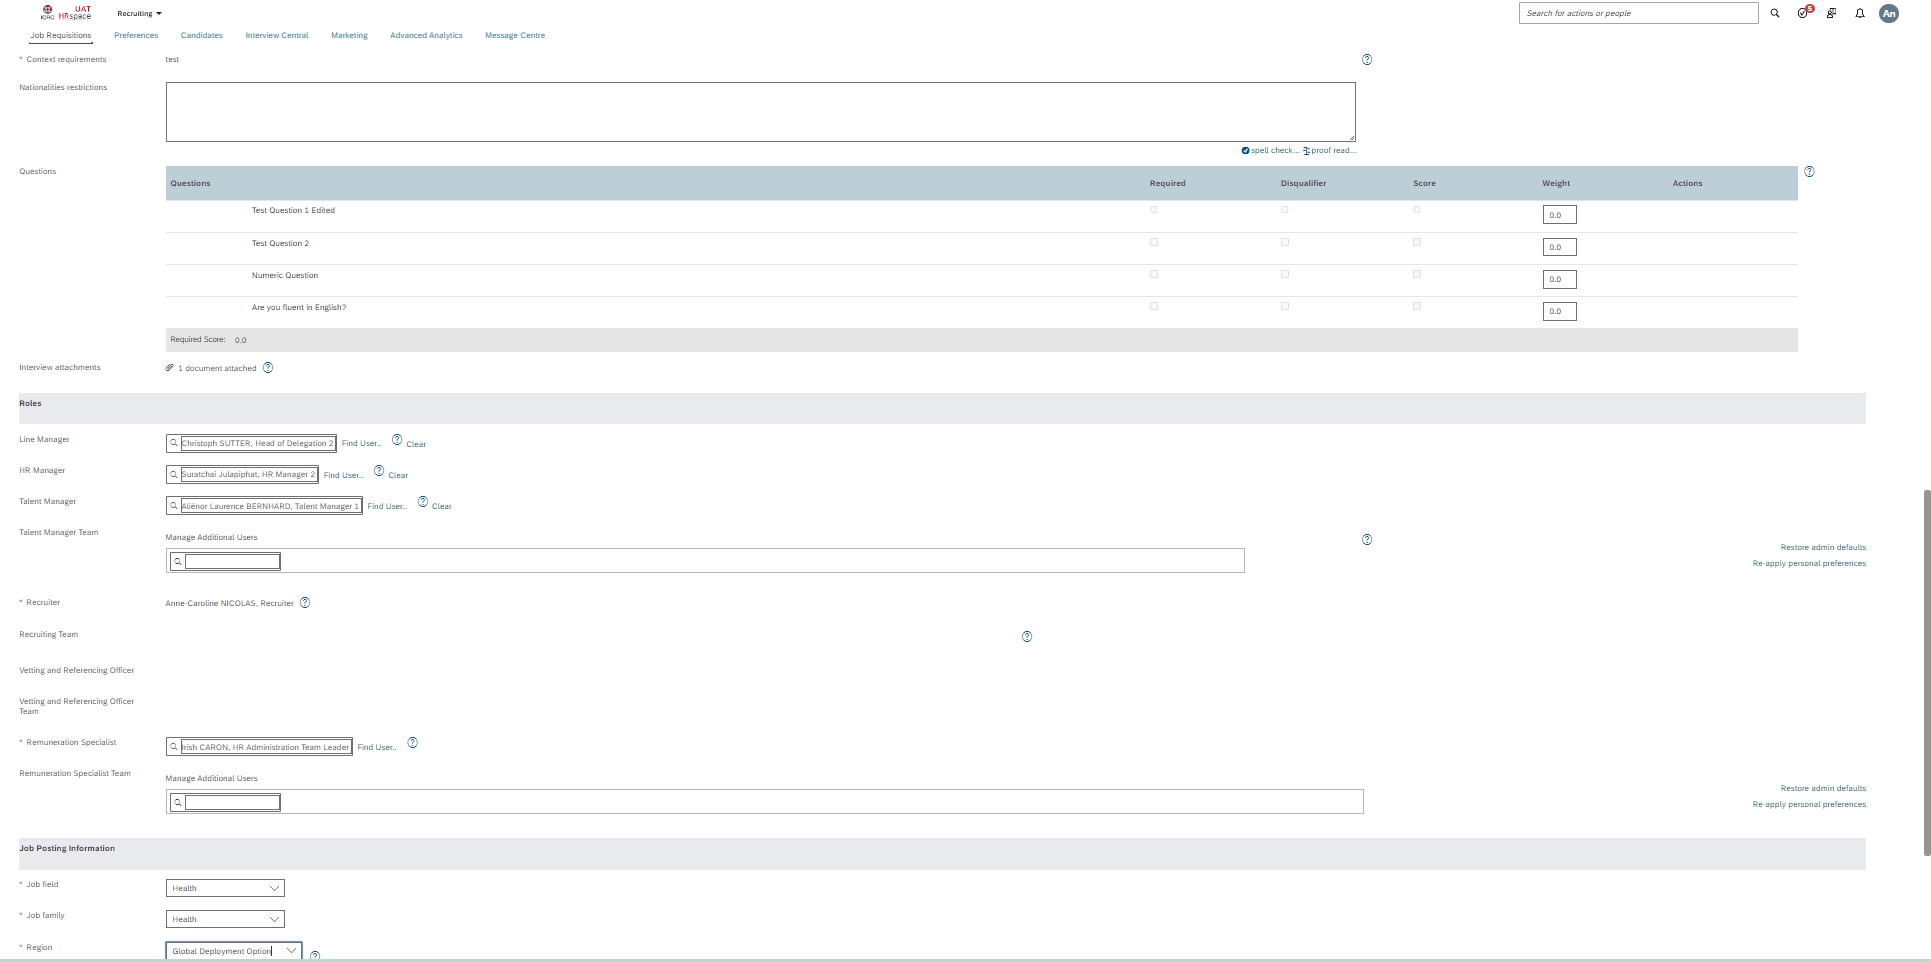 UAT
ICRC HRspace
Recruiting
Search for actions or people
5
An
Job Requisitions
Preferences
Candidates
Interview Central
Marketing
Advanced Analytics
Message Centre
* Context requirements
test
Nationalities restrictions
spell check... proof read...
Questions
Questions Required Disqualifier Score Weight Actions
Test Question 1 Edited 0.0
Test Question 2 0.0
Numeric Question 0.0
Are you fluent in English? 0.0
Required Score: 0.0
Interview attachments
1 document attached
Roles
Line Manager
Christoph SUTTER, Head of Delegation 2 Find User.. Clear
HR Manager
Suratchai Julapiphat, HR Manager 2 Find User.. Clear
Talent Manager
Aliénor Laurence BERNHARD, Talent Manager 1 Find User.. Clear
Talent Manager Team
Manage Additional Users
Restore admin defaults
Re-apply personal preferences
* Recruiter
Anne-Caroline NICOLAS, Recruiter
Recruiting Team
Vetting and Referencing Officer
Vetting and Referencing Officer
Team
* Remuneration Specialist
Irish CARON, HR Administration Team Leader Find User..
Remuneration Specialist Team
Manage Additional Users
Restore admin defaults
Re-apply personal preferences
Job Posting Information
* Job field
Health
* Job family
Health
* Region
Global Deployment Option